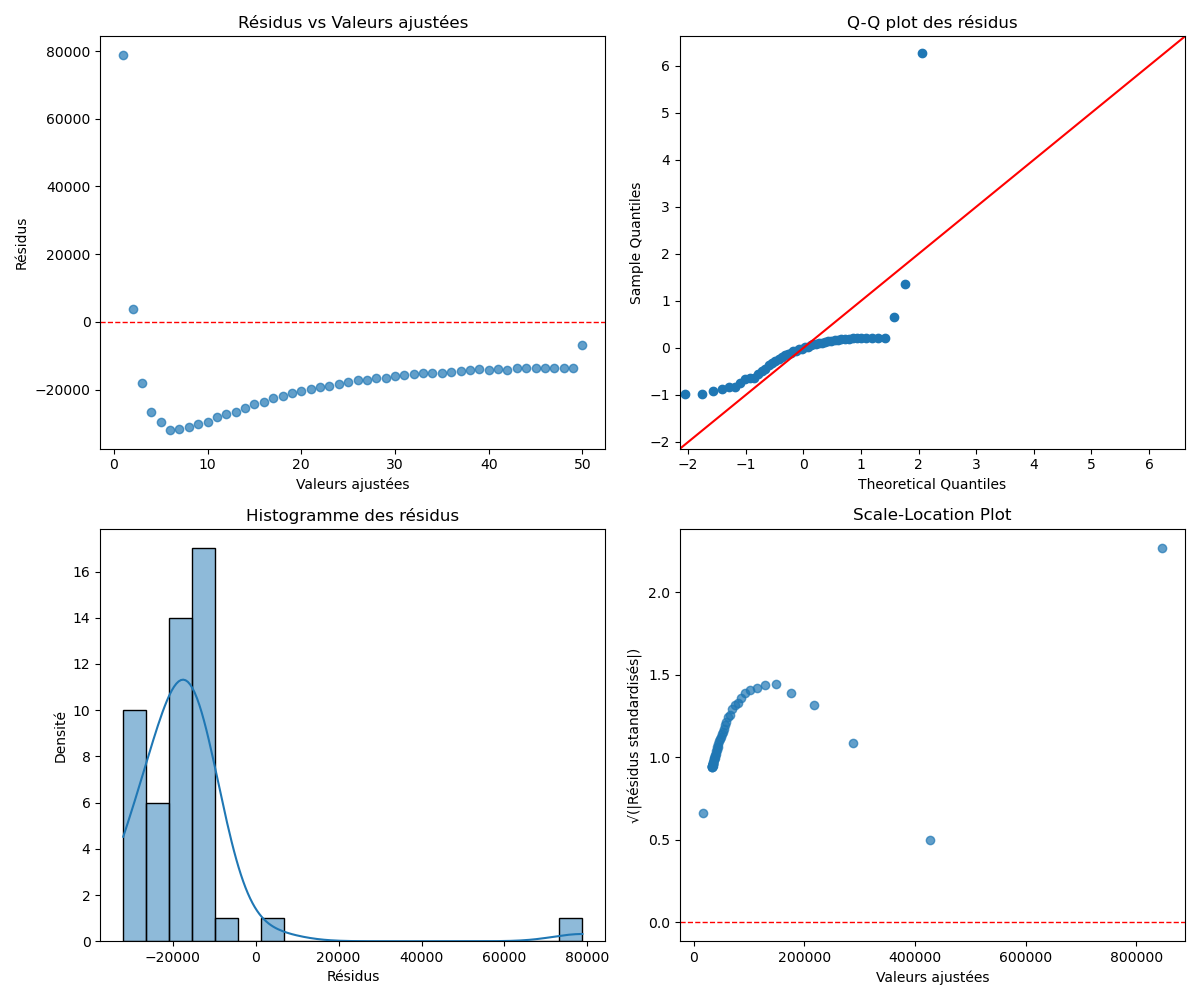 Résidus vs Valeurs ajustées
80000
60000
40000
20000
0
−20000
Résidus
0 10 20 30 40 50
Valeurs ajustées
Q-Q plot des résidus
6
5
4
3
2
1
0
−1
−2
Sample Quantiles
−2 −1 0 1 2 3 4 5 6
Theoretical Quantiles
Histogramme des résidus
16
14
12
10
8
6
4
2
0
Densité
−20000 0 20000 40000 60000 80000
Résidus
Scale-Location Plot
2.0
1.5
1.0
0.5
0.0
√(|Résidus standardisés|)
0 200000 400000 600000 800000
Valeurs ajustées